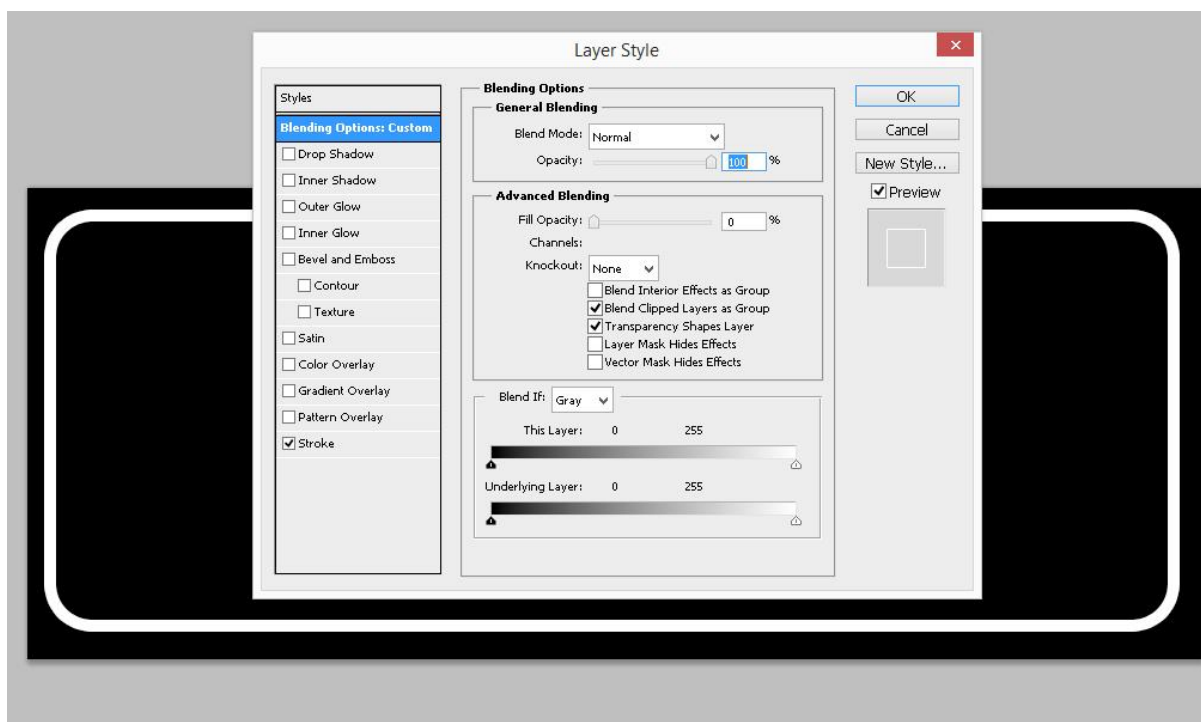 Layer Style
Styles
Blending Options: Custom
Drop Shadow
Inner Shadow
Outer Glow
Inner Glow
Bevel and Emboss
Contour
Texture
Satin
Color Overlay
Gradient Overlay
Pattern Overlay
Stroke
Blending Options
General Blending
Blend Mode: Normal
Opacity: 100 %
Advanced Blending
Fill Opacity: 0 %
Channels:
Knockout: None
Blend Interior Effects as Group
Blend Clipped Layers as Group
Transparency Shapes Layer
Layer Mask Hides Effects
Vector Mask Hides Effects
Blend If: Gray
This Layer: 0 255
Underlying Layer: 0 255
OK
Cancel
New Style...
Preview